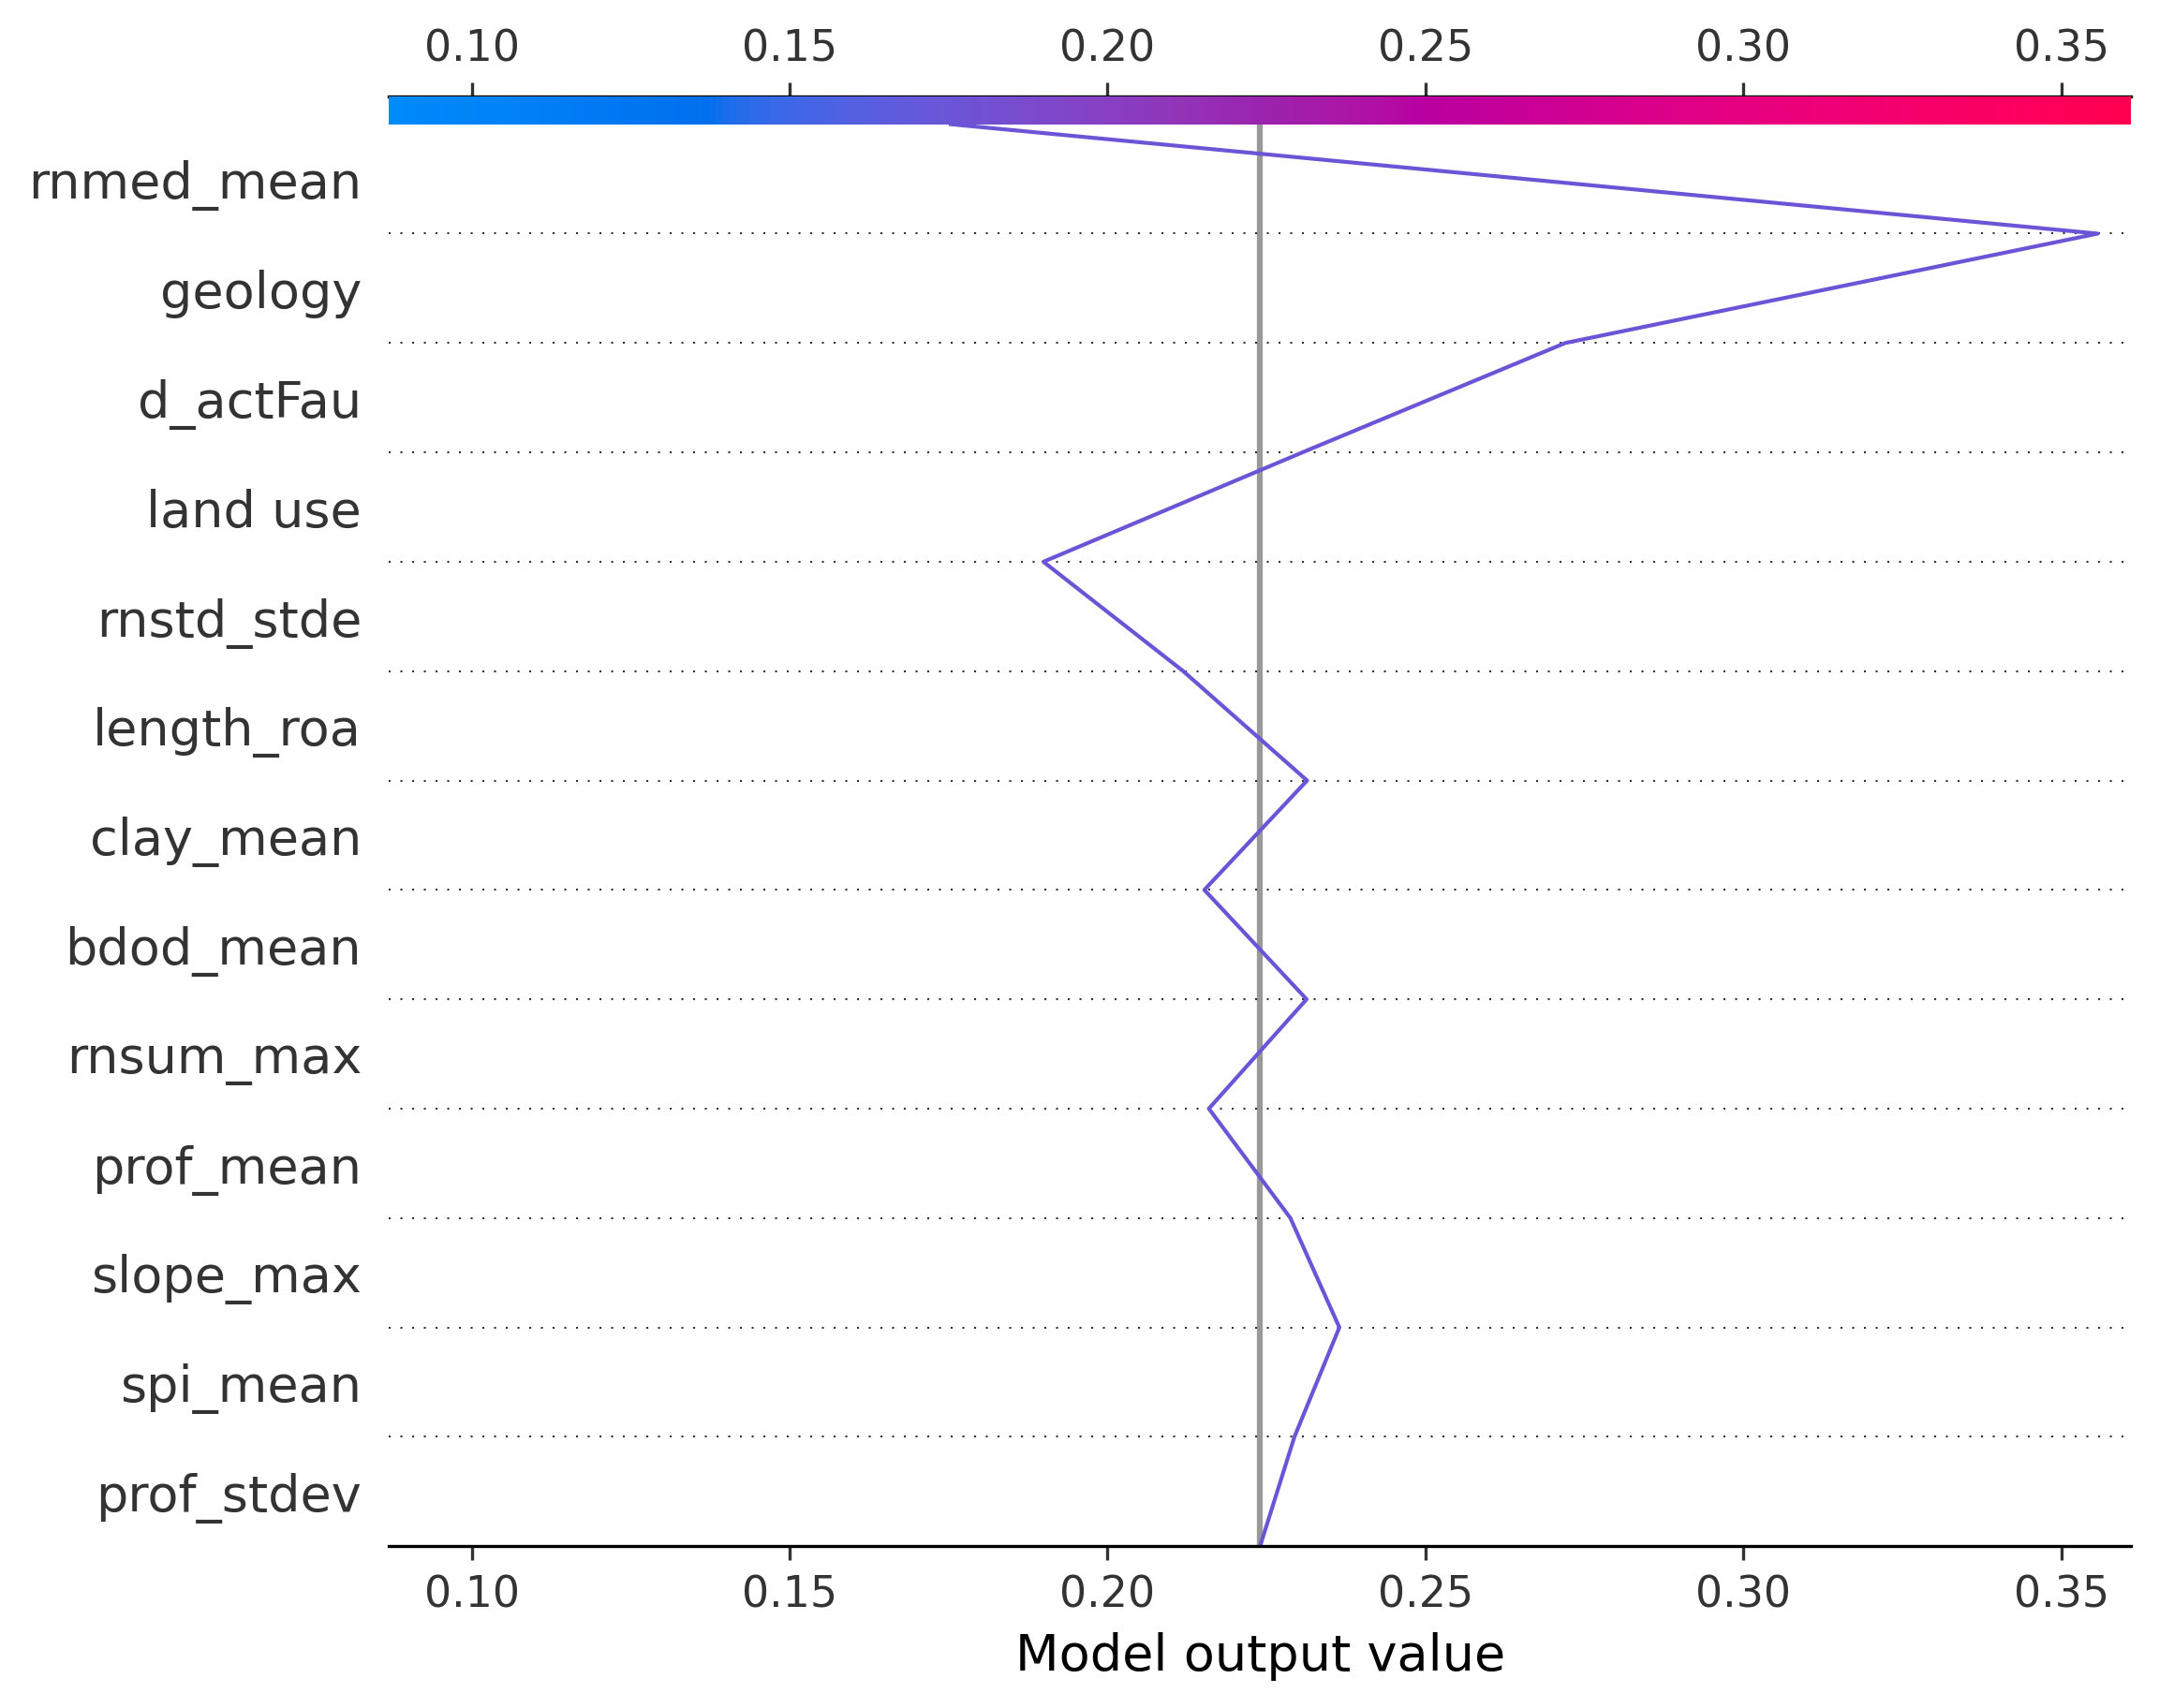 0.10 0.15 0.20 0.25 0.30 0.35
rnmed_mean
geology
d_actFau
land use
rnstd_stde
length_roa
clay_mean
bdod_mean
rnsum_max
prof_mean
slope_max
spi_mean
prof_stdev
0.10 0.15 0.20 0.25 0.30 0.35
Model output value